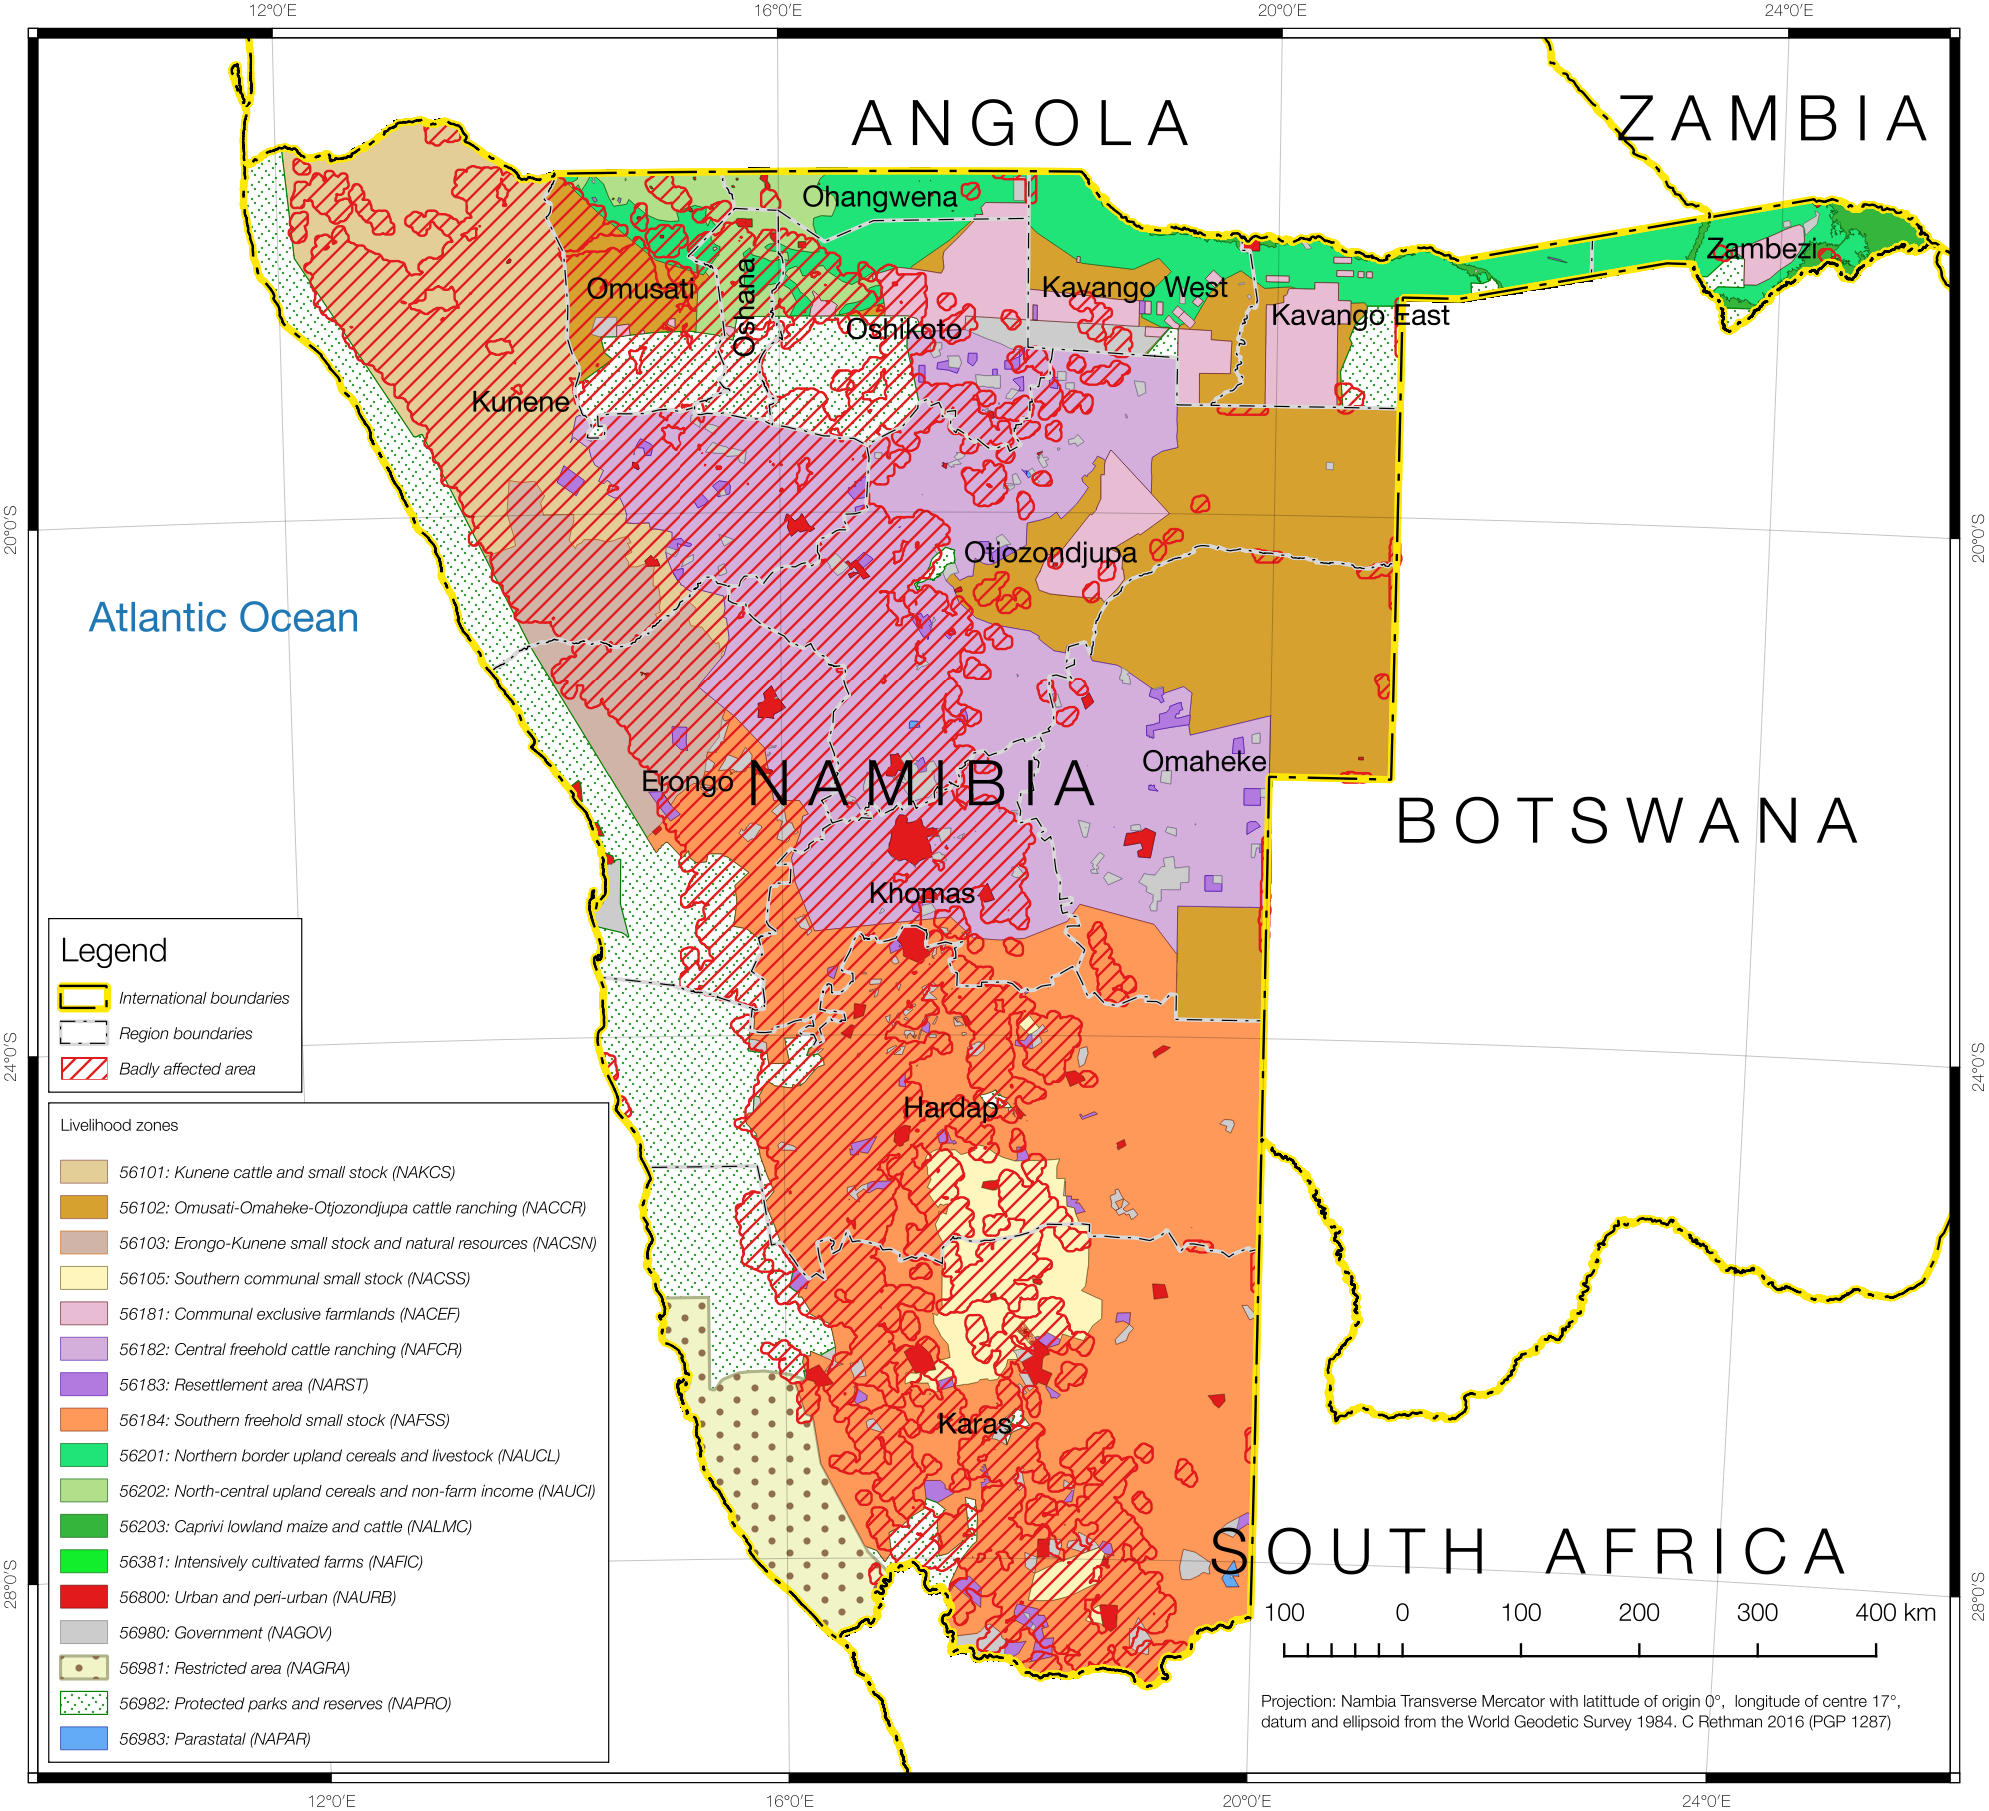 12°0'E 16°0'E 20°0'E 24°0'E
ANGOLA
ZAMBIA
Ohangwena
Zambezi
Omusati
Oshana
Kavango West
Oshikoto
Kavango East
Kunene
20°0'S
20°0'S
Otjozondjupa
Atlantic Ocean
Omaheke
Erongo
NAMIBIA
BOTSWANA
Khomas
Legend
International boundaries
Region boundaries
Badly affected area
24°0'S
24°0'S
Hardap
Livelihood zones
56101: Kunene cattle and small stock (NAKCS)
56102: Omusati-Omaheke-Otjozondjupa cattle ranching (NACCR)
56103: Erongo-Kunene small stock and natural resources (NACSN)
56105: Southern communal small stock (NACSS)
56181: Communal exclusive farmlands (NACEF)
56182: Central freehold cattle ranching (NAFCR)
56183: Resettlement area (NARST)
56184: Southern freehold small stock (NAFSS)
56201: Northern border upland cereals and livestock (NAUCL)
56202: North-central upland cereals and non-farm income (NAUCI)
56203: Caprivi lowland maize and cattle (NALMC)
56381: Intensively cultivated farms (NAFIC)
56800: Urban and peri-urban (NAURB)
56980: Government (NAGOV)
56981: Restricted area (NAGRA)
56982: Protected parks and reserves (NAPRO)
56983: Parastatal (NAPAR)
Karas
SOUTH AFRICA
28°0'S
28°0'S
100 0 100 200 300 400 km
Projection: Nambia Transverse Mercator with latittude of origin 0°, longitude of centre 17°,
datum and ellipsoid from the World Geodetic Survey 1984. C Rethman 2016 (PGP 1287)
12°0'E 16°0'E 20°0'E 24°0'E